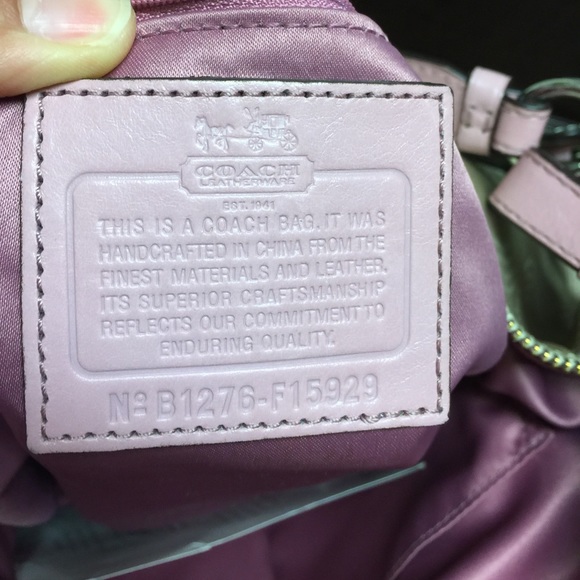 COACH
LEATHERWARE
EST. 1941
THIS IS A COACH BAG. IT WAS
HANDCRAFTED IN CHINA FROM THE
FINEST MATERIALS AND LEATHER.
ITS SUPERIOR CRAFTSMANSHIP
REFLECTS OUR COMMITMENT TO
ENDURING QUALITY.
Nº B1276-F15929